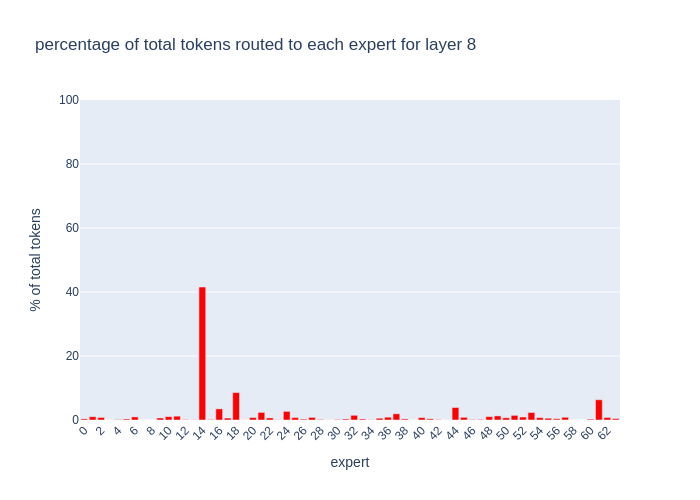 percentage of total tokens routed to each expert for layer 8
100
80
60
40
20
0
% of total tokens
0 2 4 6 8 10 12 14 16 18 20 22 24 26 28 30 32 34 36 38 40 42 44 46 48 50 52 54 56 58 60 62
expert